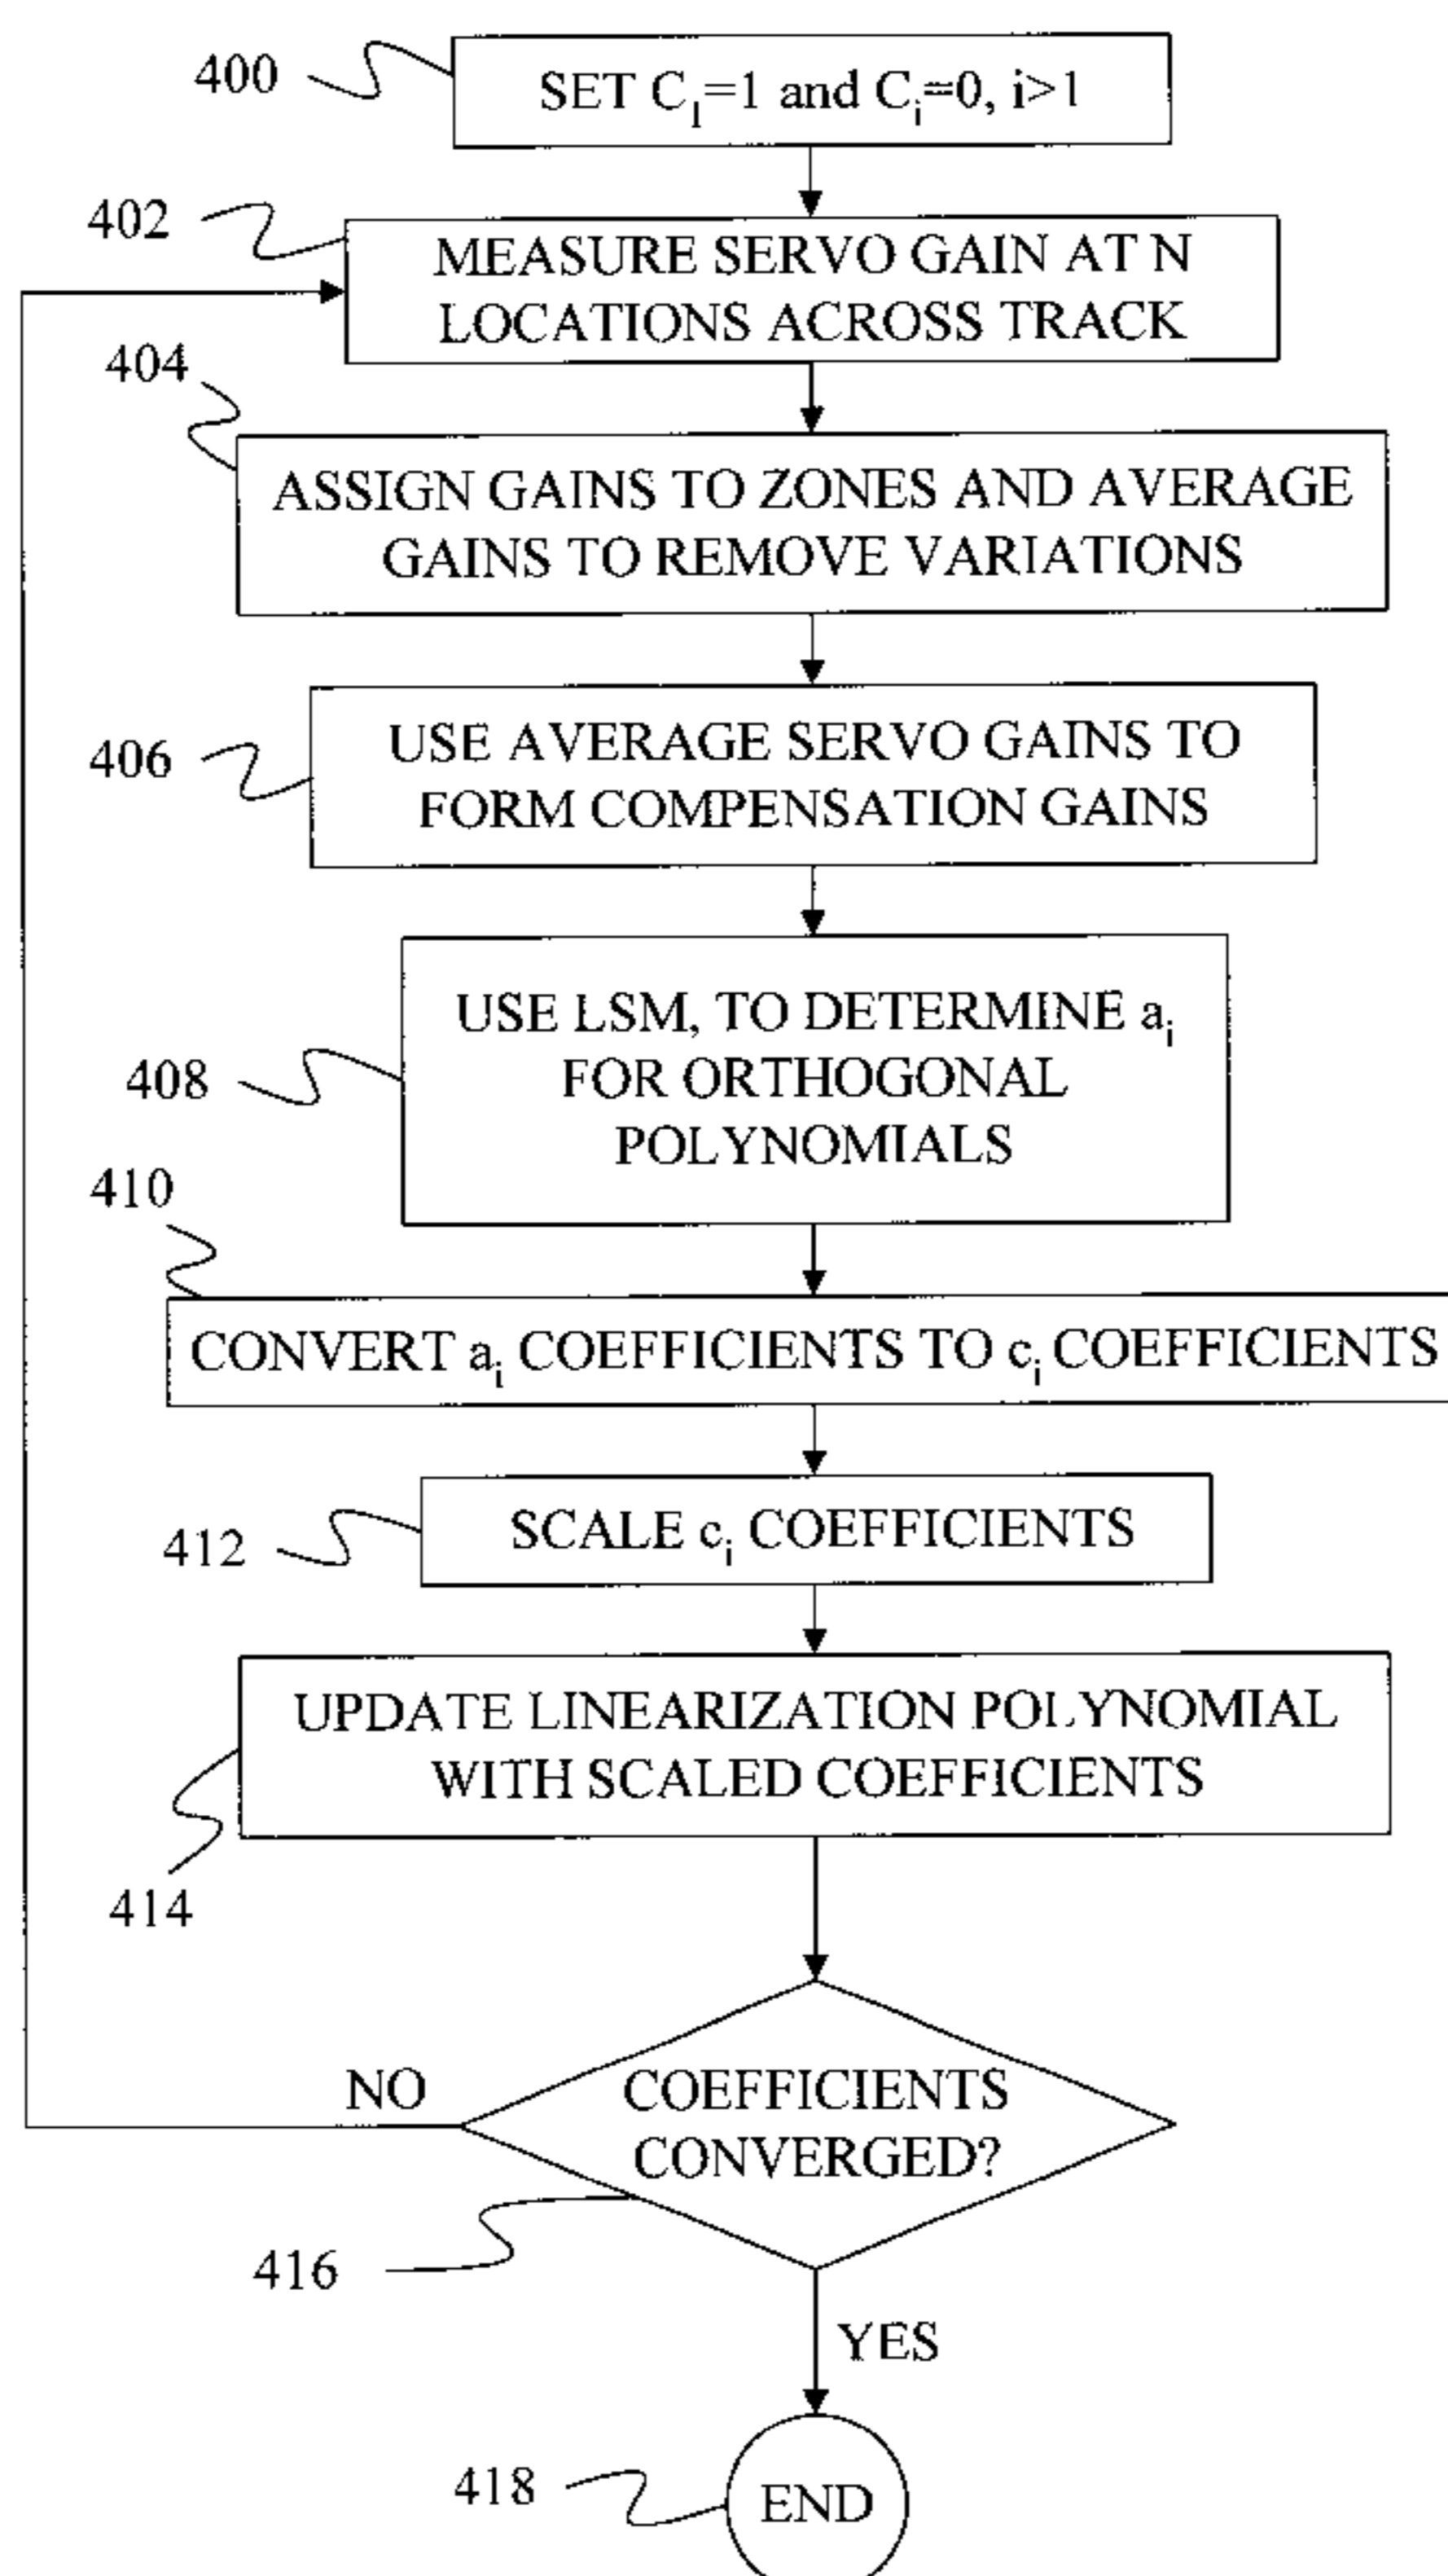 400
SET C₁=1 and Cᵢ=0, i>1
402
MEASURE SERVO GAIN AT N
LOCATIONS ACROSS TRACK
404
ASSIGN GAINS TO ZONES AND AVERAGE
GAINS TO REMOVE VARIATIONS
406
USE AVERAGE SERVO GAINS TO
FORM COMPENSATION GAINS
408
USE LSM, TO DETERMINE aᵢ
FOR ORTHOGONAL
POLYNOMIALS
410
CONVERT aᵢ COEFFICIENTS TO cᵢ COEFFICIENTS
412
SCALE cᵢ COEFFICIENTS
414
UPDATE LINEARIZATION POLYNOMIAL
WITH SCALED COEFFICIENTS
NO
COEFFICIENTS
CONVERGED?
416
YES
418
END